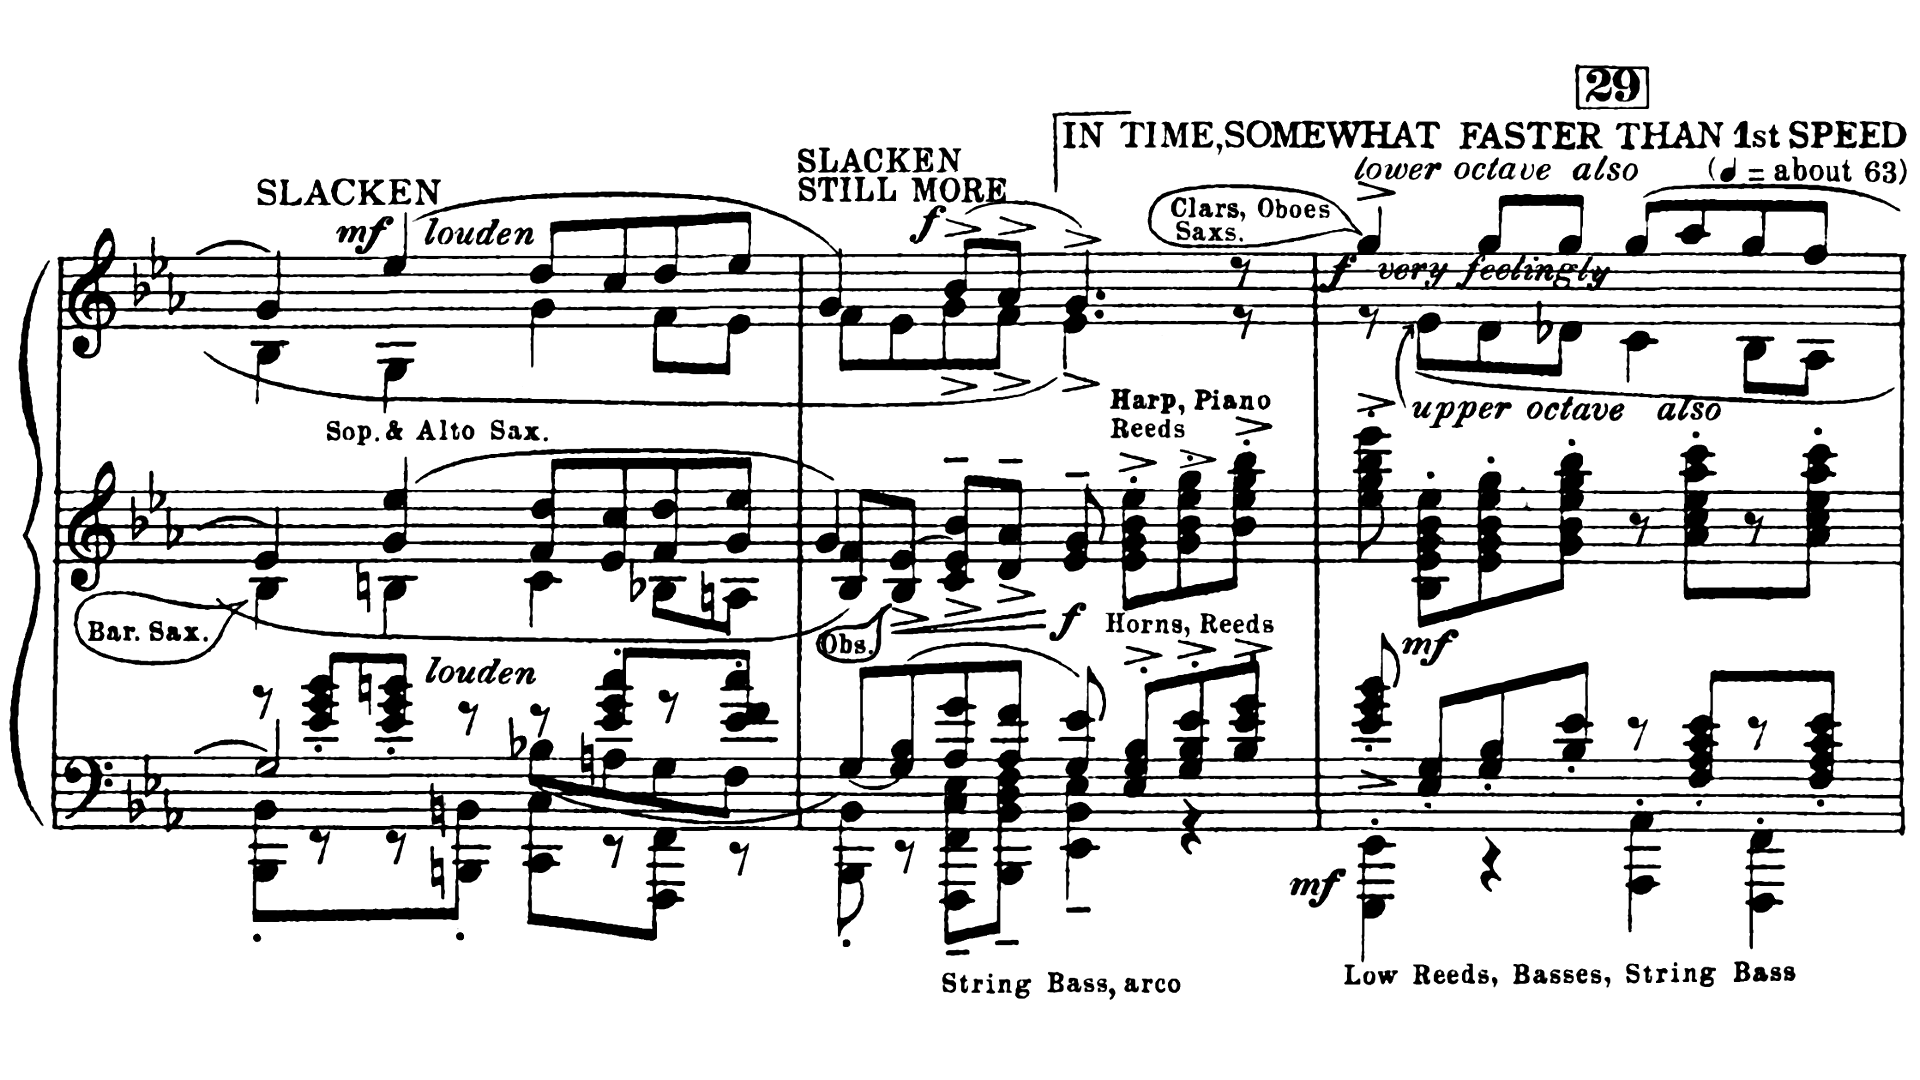 29
IN TIME, SOMEWHAT FASTER THAN 1st SPEED
SLACKEN
STILL MORE
lower octave also
(♩ = about 63)
SLACKEN
mf louden
f
Clars, Oboes
Saxs.
f very feelingly
Sop. & Alto Sax.
Harp, Piano
Reeds
upper octave also
Bar. Sax.
Obs.
f
Horns, Reeds
mf
louden
mf
String Bass, arco
Low Reeds, Basses, String Bass